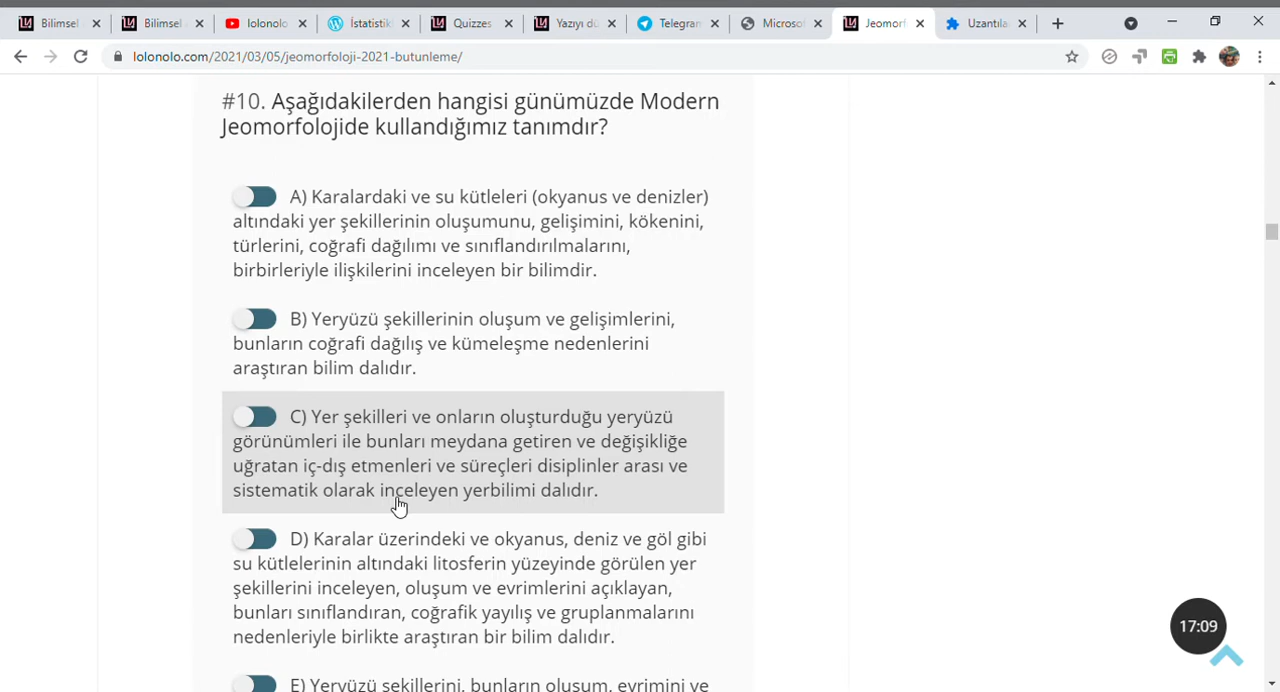 Bilimsel
Bilimsel
lolonolo
İstatistik
Quizzes
Yazıyı dü
Telegram
Microsof
Jeomorf
Uzantıla
lolonolo.com/2021/03/05/jeomorfoloji-2021-butunleme/
#10. Aşağıdakilerden hangisi günümüzde Modern
Jeomorfolojide kullandığımız tanımdır?
A) Karalardaki ve su kütleleri (okyanus ve denizler)
altındaki yer şekillerinin oluşumunu, gelişimini, kökenini,
türlerini, coğrafi dağılımı ve sınıflandırılmalarını,
birbirleriyle ilişkilerini inceleyen bir bilimdir.
B) Yeryüzü şekillerinin oluşum ve gelişimlerini,
bunların coğrafi dağılış ve kümeleşme nedenlerini
araştıran bilim dalıdır.
C) Yer şekilleri ve onların oluşturduğu yeryüzü
görünümleri ile bunları meydana getiren ve değişikliğe
uğratan iç-dış etmenleri ve süreçleri disiplinler arası ve
sistematik olarak inceleyen yerbilimi dalıdır.
D) Karalar üzerindeki ve okyanus, deniz ve göl gibi
su kütlelerinin altındaki litosferin yüzeyinde görülen yer
şekillerini inceleyen, oluşum ve evrimlerini açıklayan,
bunları sınıflandıran, coğrafik yayılış ve gruplanmalarını
nedenleriyle birlikte araştıran bir bilim dalıdır.
17:09
E) Yeryüzü şekillerini, bunların oluşum, evrimini ve